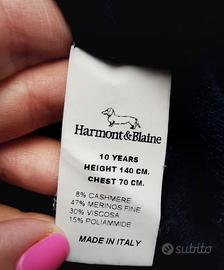 Harmont&Blaine
10 YEARS
HEIGHT 140 CM.
CHEST 70 CM.
8% CASHMERE
47% MERINOS FINE
30% VISCOSA
15% POLIAMMIDE
MADE IN ITALY
subito